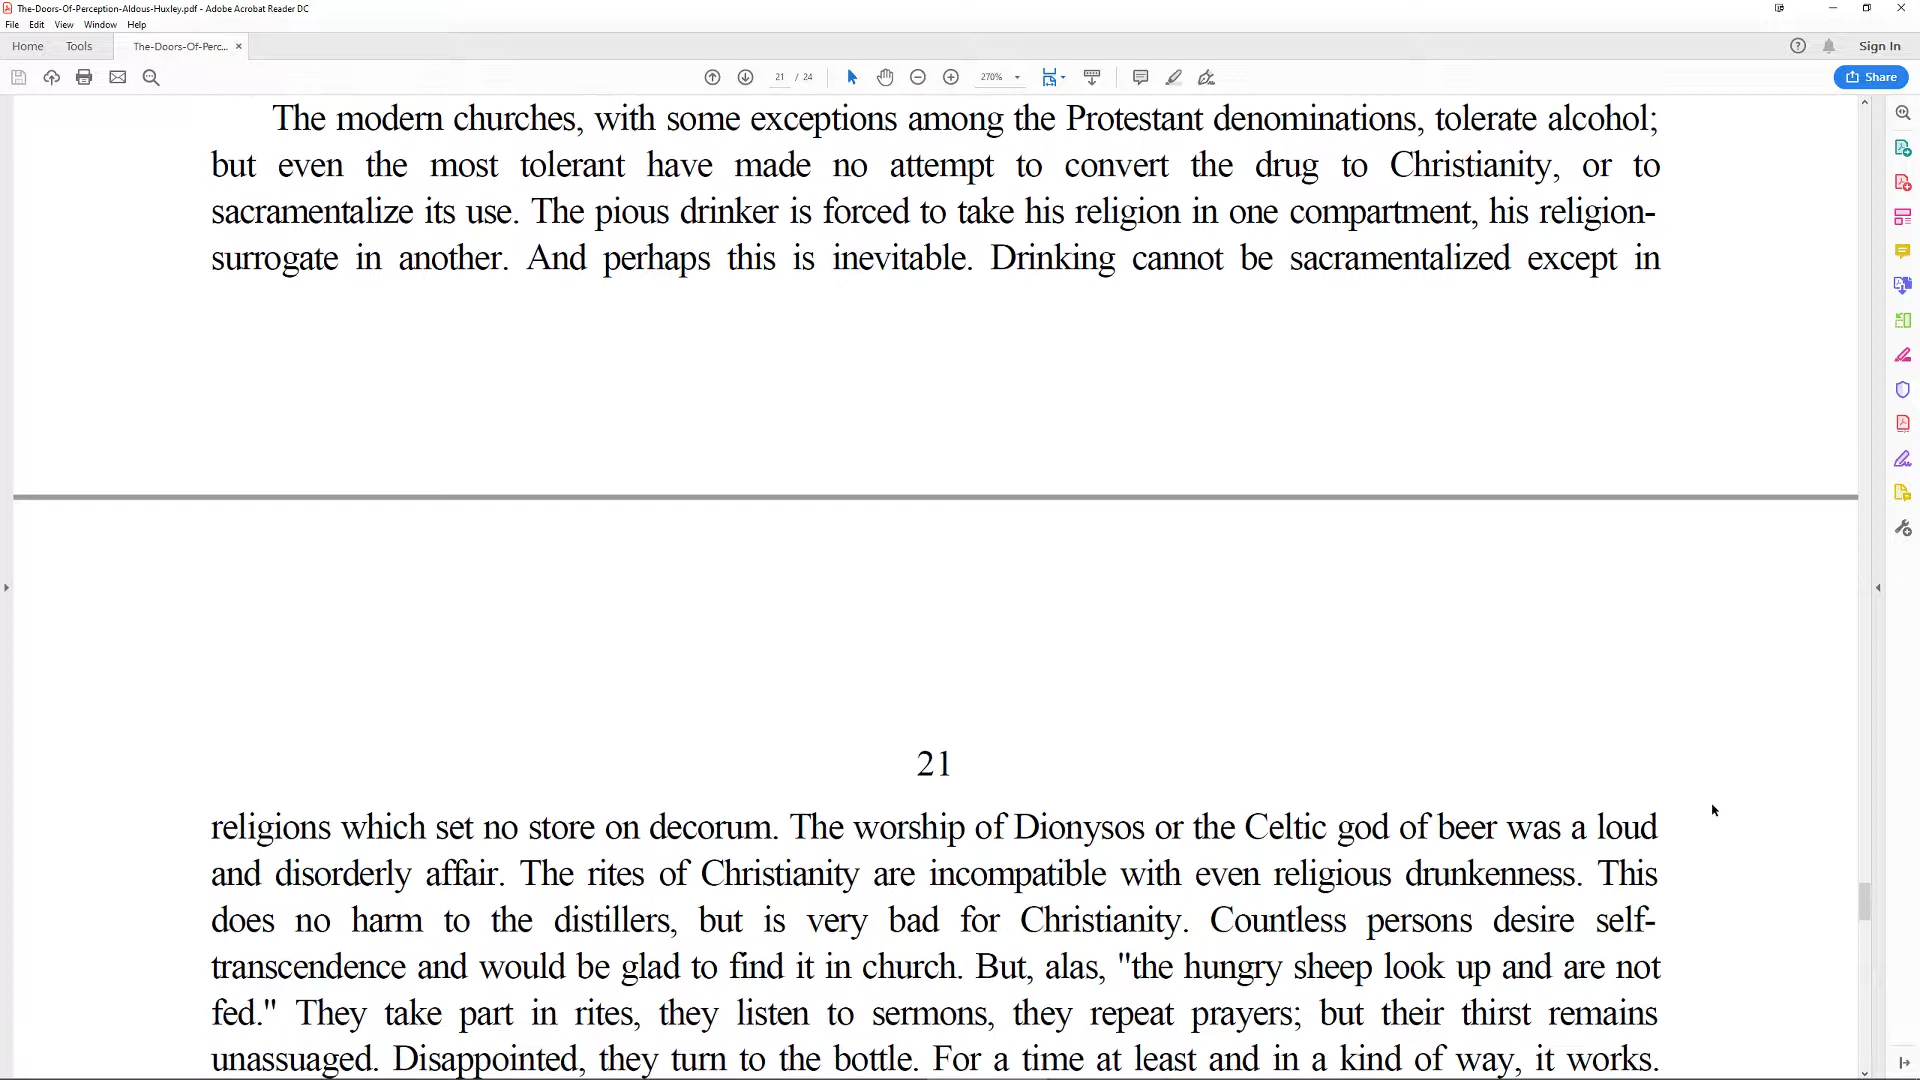 The-Doors-Of-Perception-Aldous-Huxley.pdf - Adobe Acrobat Reader DC
File Edit View Window Help
Home Tools The-Doors-Of-Perc... × Sign In
21 / 24 270% Share
The modern churches, with some exceptions among the Protestant denominations, tolerate alcohol;
but even the most tolerant have made no attempt to convert the drug to Christianity, or to
sacramentalize its use. The pious drinker is forced to take his religion in one compartment, his religion-
surrogate in another. And perhaps this is inevitable. Drinking cannot be sacramentalized except in
21
religions which set no store on decorum. The worship of Dionysos or the Celtic god of beer was a loud
and disorderly affair. The rites of Christianity are incompatible with even religious drunkenness. This
does no harm to the distillers, but is very bad for Christianity. Countless persons desire self-
transcendence and would be glad to find it in church. But, alas, "the hungry sheep look up and are not
fed." They take part in rites, they listen to sermons, they repeat prayers; but their thirst remains
unassuaged. Disappointed, they turn to the bottle. For a time at least and in a kind of way, it works.